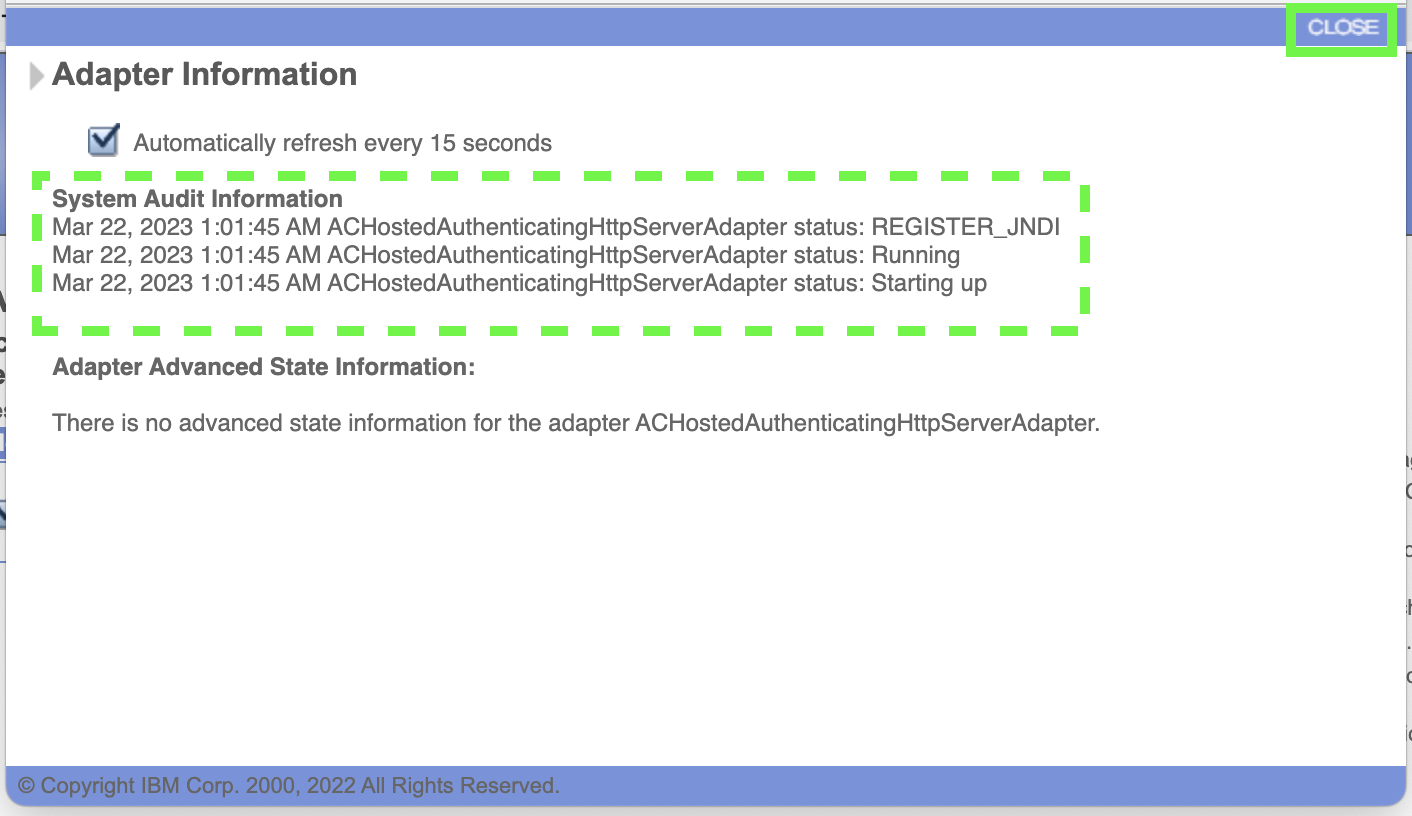 CLOSE
Adapter Information
Automatically refresh every 15 seconds
System Audit Information
Mar 22, 2023 1:01:45 AM ACHostedAuthenticatingHttpServerAdapter status: REGISTER_JNDI
Mar 22, 2023 1:01:45 AM ACHostedAuthenticatingHttpServerAdapter status: Running
Mar 22, 2023 1:01:45 AM ACHostedAuthenticatingHttpServerAdapter status: Starting up
Adapter Advanced State Information:
There is no advanced state information for the adapter ACHostedAuthenticatingHttpServerAdapter.
© Copyright IBM Corp. 2000, 2022 All Rights Reserved.